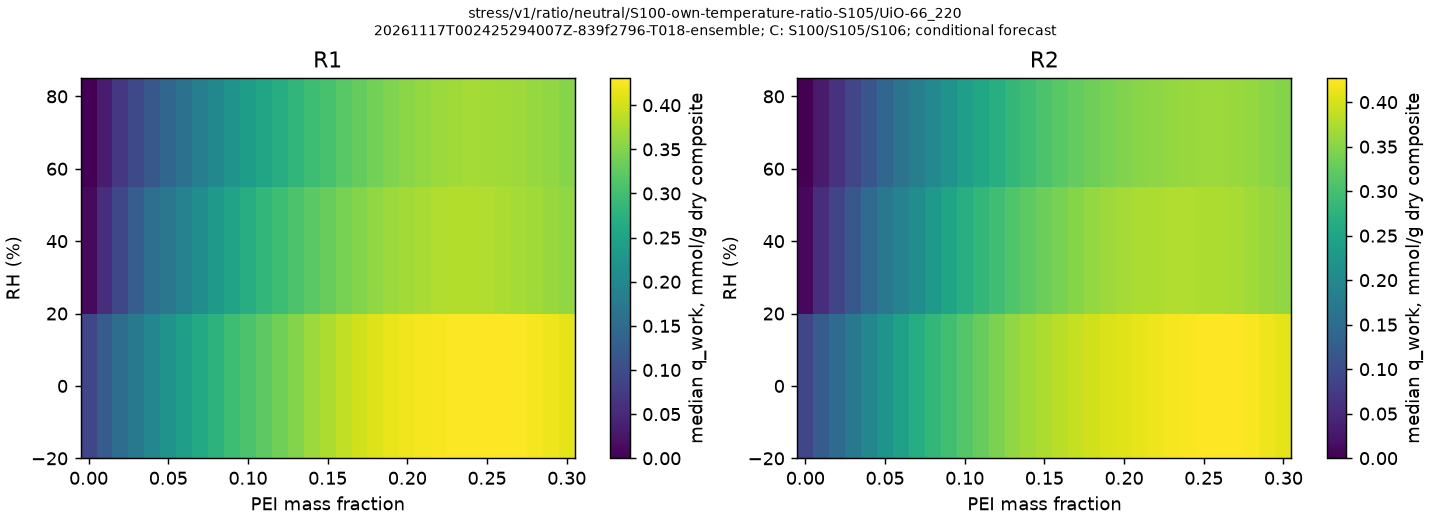 stress/v1/ratio/neutral/S100-own-temperature-ratio-S105/UiO-66_220
20261117T002425294007Z-839f2796-T018-ensemble; C: S100/S105/S106; conditional forecast
R1
RH (%)
80
60
40
20
0
−20
0.00 0.05 0.10 0.15 0.20 0.25 0.30
PEI mass fraction
0.40
0.35
0.30
0.25
0.20
0.15
0.10
0.05
0.00
median q_work, mmol/g dry composite
R2
RH (%)
80
60
40
20
0
−20
0.00 0.05 0.10 0.15 0.20 0.25 0.30
PEI mass fraction
0.40
0.35
0.30
0.25
0.20
0.15
0.10
0.05
0.00
median q_work, mmol/g dry composite